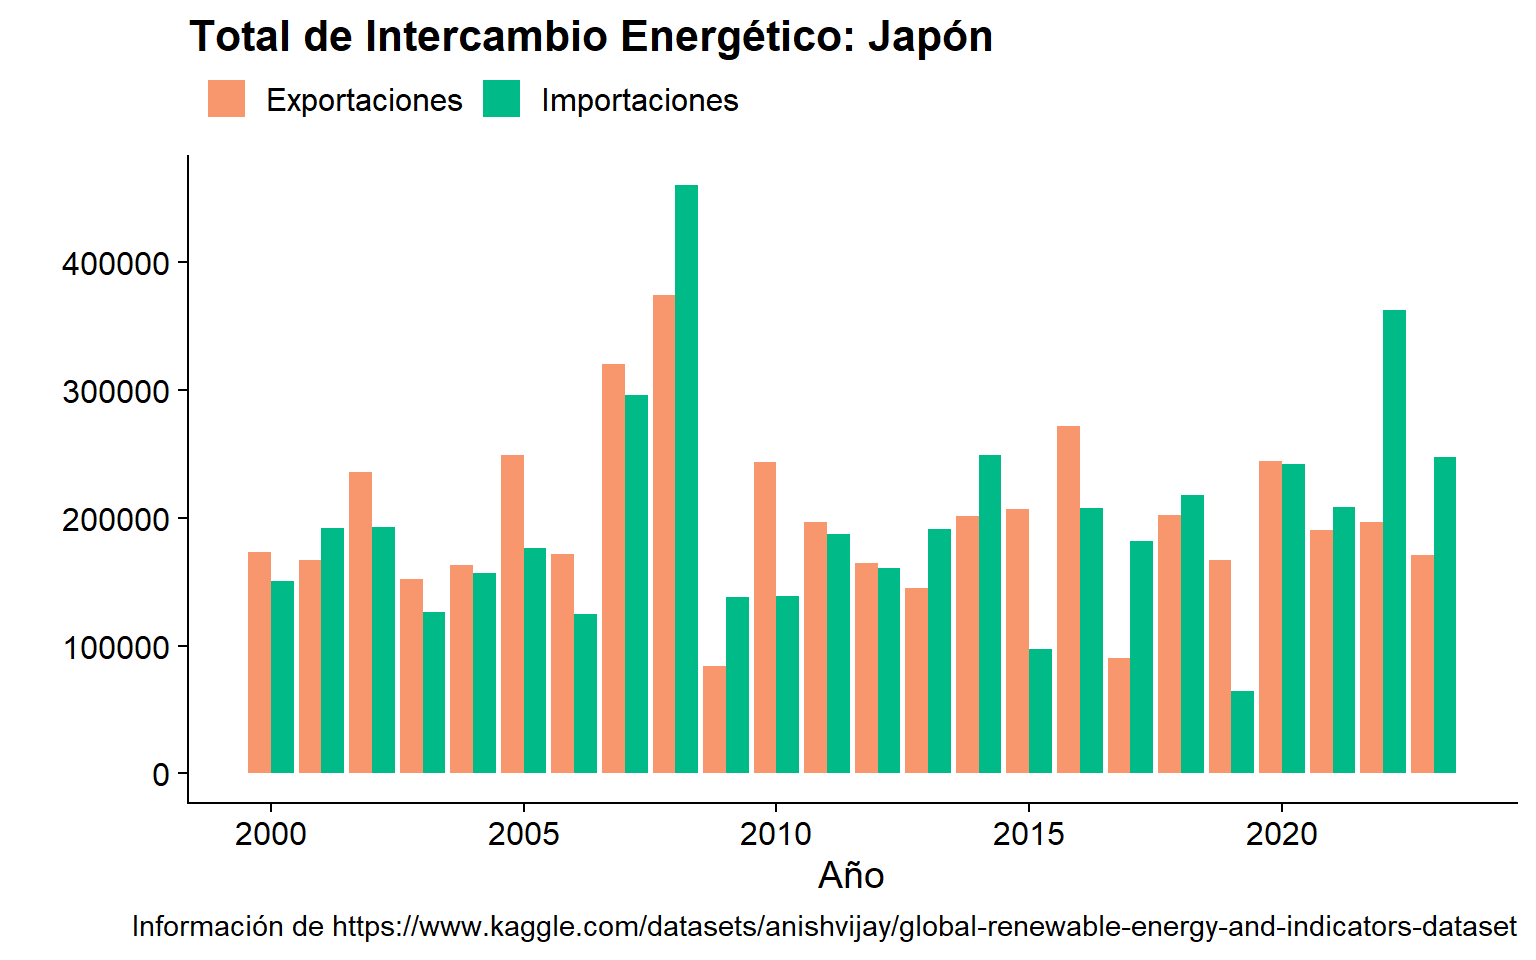 Total de Intercambio Energético: Japón
Exportaciones Importaciones
400000
300000
200000
100000
0
2000 2005 2010 2015 2020
Año
Información de https://www.kaggle.com/datasets/anishvijay/global-renewable-energy-and-indicators-dataset